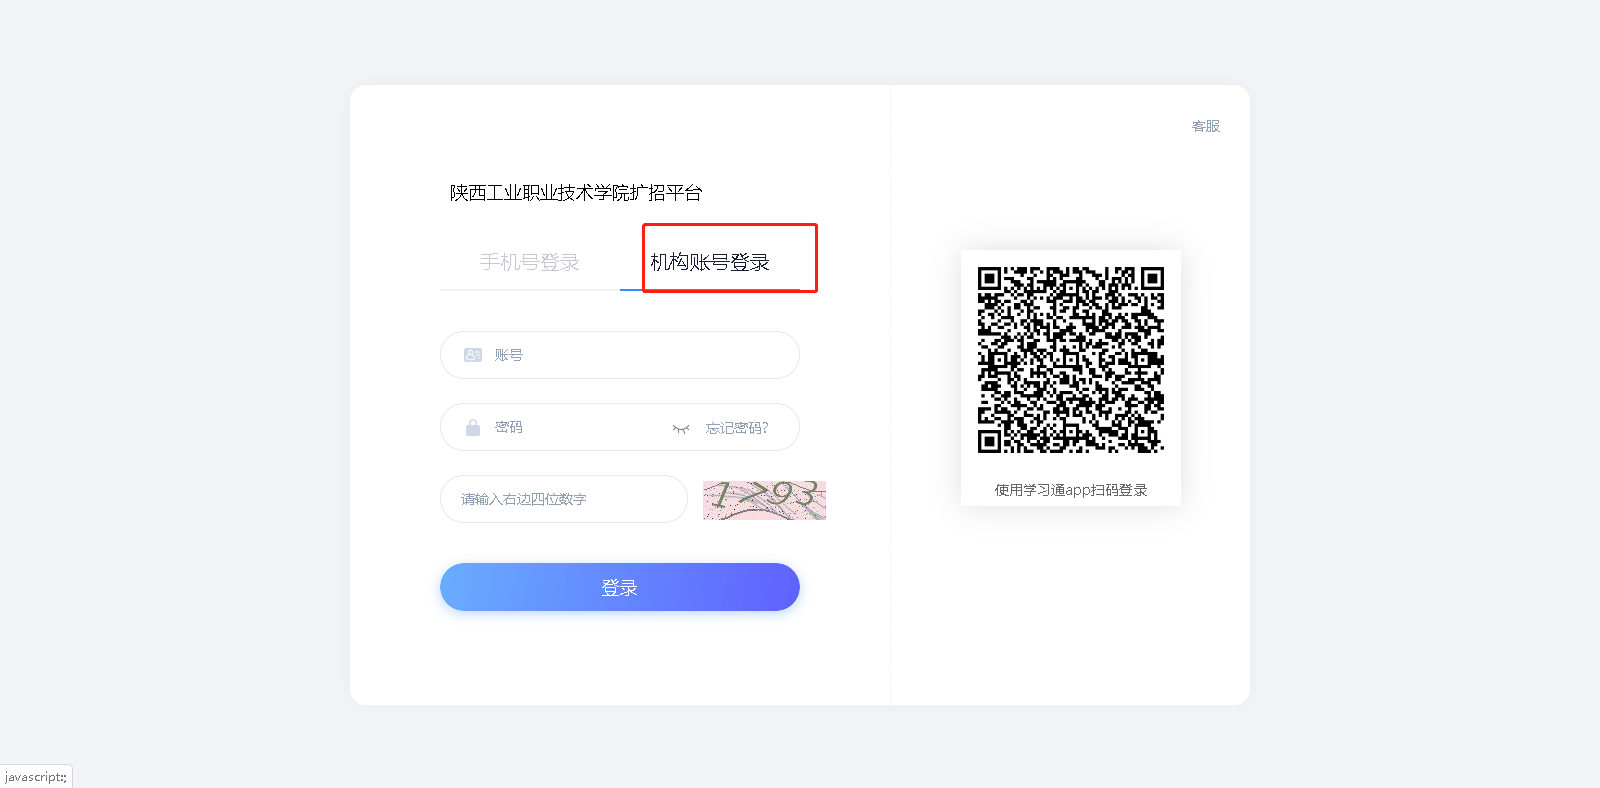 客服
陕西工业职业技术学院扩招平台
手机号登录
机构账号登录
账号
密码
忘记密码?
请输入右边四位数字
登录
使用学习通app扫码登录
javascript:;